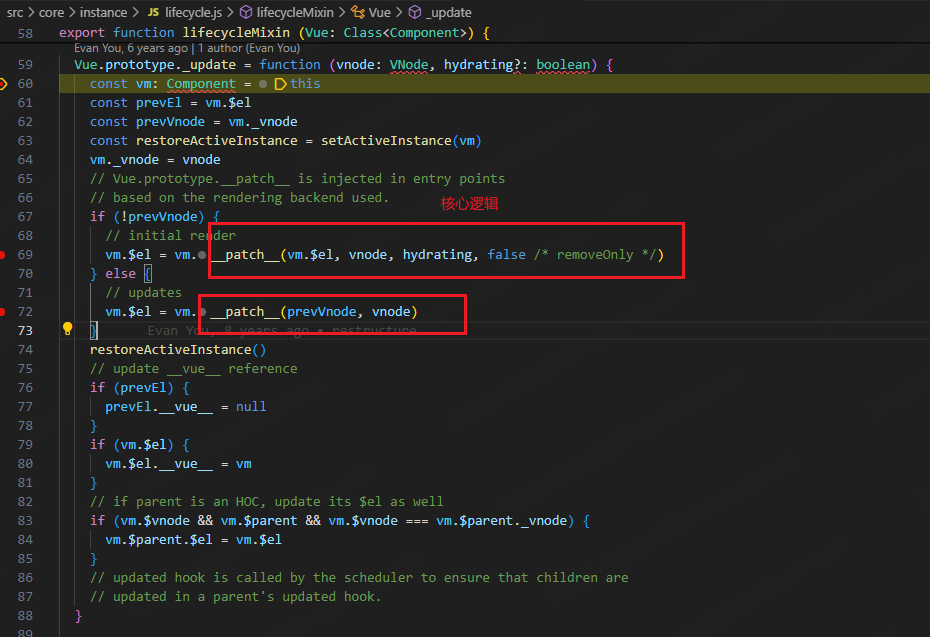 src > core > instance > JS lifecycle.js > lifecycleMixin > Vue > _update
58 export function lifecycleMixin (Vue: Class<Component>) {
Evan You, 6 years ago | 1 author (Evan You)
59 Vue.prototype._update = function (vnode: VNode, hydrating?: boolean) {
60 const vm: Component = this
61 const prevEl = vm.$el
62 const prevVnode = vm._vnode
63 const restoreActiveInstance = setActiveInstance(vm)
64 vm._vnode = vnode
65 // Vue.prototype.__patch__ is injected in entry points
66 // based on the rendering backend used.
核心逻辑
67 if (!prevVnode) {
68 // initial render
69 vm.$el = vm.__patch__(vm.$el, vnode, hydrating, false /* removeOnly */)
70 } else {
71 // updates
72 vm.$el = vm.__patch__(prevVnode, vnode)
73 } Evan You, 8 years ago • restructure
74 restoreActiveInstance()
75 // update __vue__ reference
76 if (prevEl) {
77 prevEl.__vue__ = null
78 }
79 if (vm.$el) {
80 vm.$el.__vue__ = vm
81 }
82 // if parent is an HOC, update its $el as well
83 if (vm.$vnode && vm.$parent && vm.$vnode === vm.$parent._vnode) {
84 vm.$parent.$el = vm.$el
85 }
86 // updated hook is called by the scheduler to ensure that children are
87 // updated in a parent's updated hook.
88 }
89